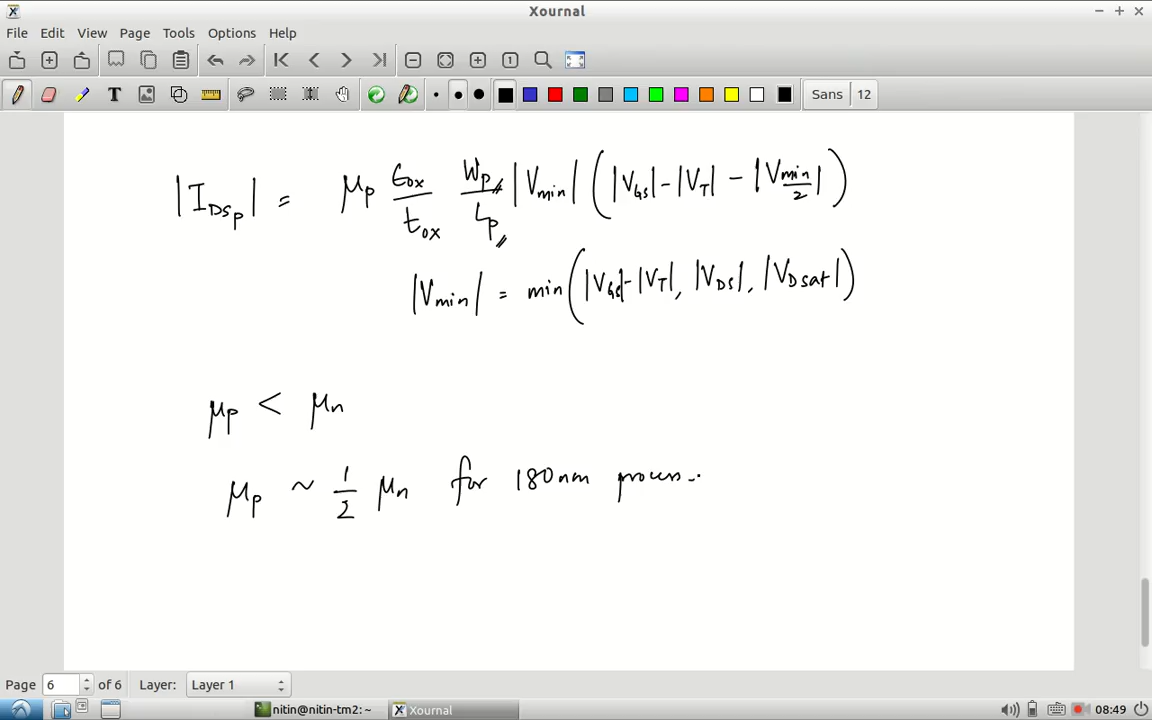 Xournal
File Edit View Page Tools Options Help
Sans 12
|I_DSp| = μp ϵox/tox Wp/Lp |Vmin| (|VGS| - |VT| - |Vmin/2|)
|Vmin| = min(|VGS| - |VT|, |VDS|, |VDsat|)
μp < μn
μp ~ 1/2 μn for 180nm process.
Page 6 of 6 Layer: Layer 1
nitin@nitin-tm2: ~ Xournal 08:49